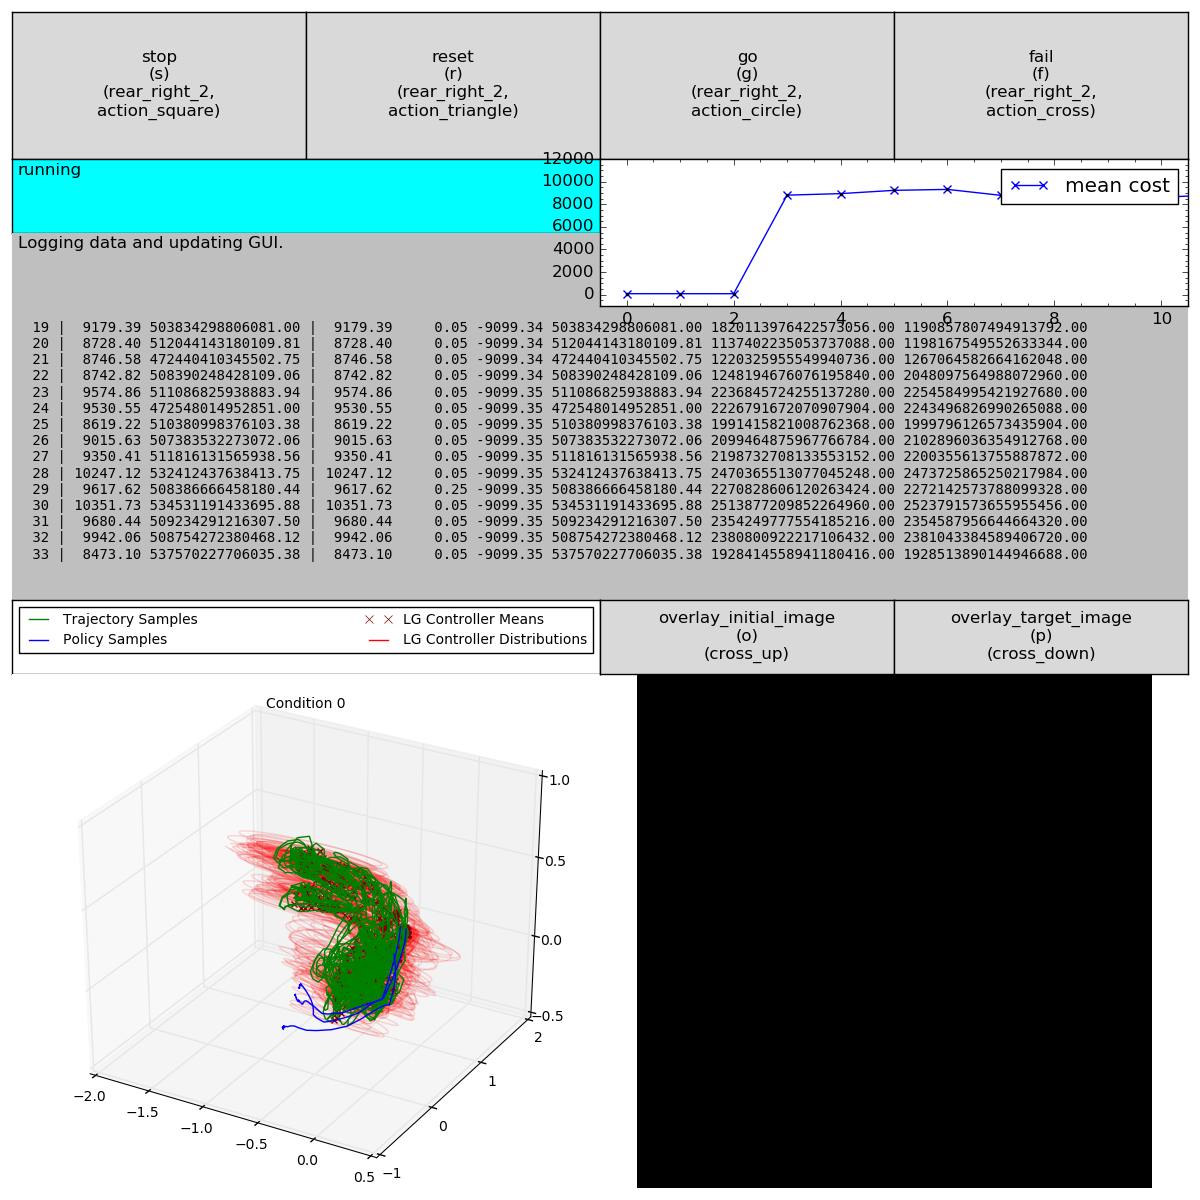 stop
(s)
(rear_right_2,
action_square)
reset
(r)
(rear_right_2,
action_triangle)
go
(g)
(rear_right_2,
action_circle)
fail
(f)
(rear_right_2,
action_cross)
running
Logging data and updating GUI.
12000
10000
8000
6000
4000
2000
0
mean cost
0 2 4 6 8 10
19 | 9179.39 503834298806081.00 | 9179.39 0.05 -9099.34 503834298806081.00 1820113976422573056.00 1190857807494913792.00
20 | 8728.40 512044143180109.81 | 8728.40 0.05 -9099.34 512044143180109.81 1137402235053737088.00 1198167549552633344.00
21 | 8746.58 472440410345502.75 | 8746.58 0.05 -9099.34 472440410345502.75 1220325955549940736.00 1267064582664162048.00
22 | 8742.82 508390248428109.06 | 8742.82 0.05 -9099.34 508390248428109.06 1248194676076195840.00 2048097564988072960.00
23 | 9574.86 511086825938883.94 | 9574.86 0.05 -9099.35 511086825938883.94 2236845724255137280.00 2254584995421927680.00
24 | 9530.55 472548014952851.00 | 9530.55 0.05 -9099.35 472548014952851.00 2226791672070907904.00 2243496826990265088.00
25 | 8619.22 510380998376103.38 | 8619.22 0.05 -9099.35 510380998376103.38 1991415821008762368.00 1999796126573435904.00
26 | 9015.63 507383532273072.06 | 9015.63 0.05 -9099.35 507383532273072.06 2099464875967766784.00 2102896036354912768.00
27 | 9350.41 511816131565938.56 | 9350.41 0.05 -9099.35 511816131565938.56 2198732708133553152.00 2200355613755887872.00
28 | 10247.12 532412437638413.75 | 10247.12 0.05 -9099.35 532412437638413.75 2470365513077045248.00 2473725865250217984.00
29 | 9617.62 508386666458180.44 | 9617.62 0.25 -9099.35 508386666458180.44 2270828606120263424.00 2272142573788099328.00
30 | 10351.73 534531191433695.88 | 10351.73 0.05 -9099.35 534531191433695.88 2513877209852264960.00 2523791573655955456.00
31 | 9680.44 509234291216307.50 | 9680.44 0.05 -9099.35 509234291216307.50 2354249777554185216.00 2354587956644664320.00
32 | 9942.06 508754272380468.12 | 9942.06 0.05 -9099.35 508754272380468.12 2380800922217106432.00 2381043384589406720.00
33 | 8473.10 537570227706035.38 | 8473.10 0.05 -9099.35 537570227706035.38 1928414558941180416.00 1928513890144946688.00
Trajectory Samples
Policy Samples
LG Controller Means
LG Controller Distributions
overlay_initial_image
(o)
(cross_up)
overlay_target_image
(p)
(cross_down)
Condition 0
1.0
0.5
0.0
−0.5
2
1
0
−1
−2.0
−1.5
−1.0
−0.5
0.0
0.5